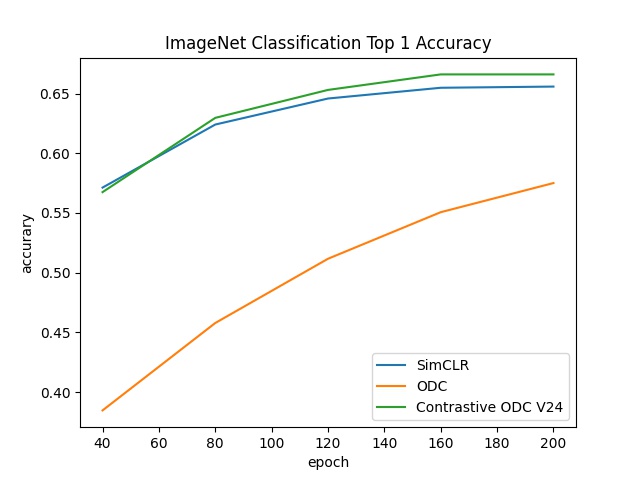 ImageNet Classification Top 1 Accuracy
accurary
0.65
0.60
0.55
0.50
0.45
0.40
SimCLR
ODC
Contrastive ODC V24
40 60 80 100 120 140 160 180 200
epoch